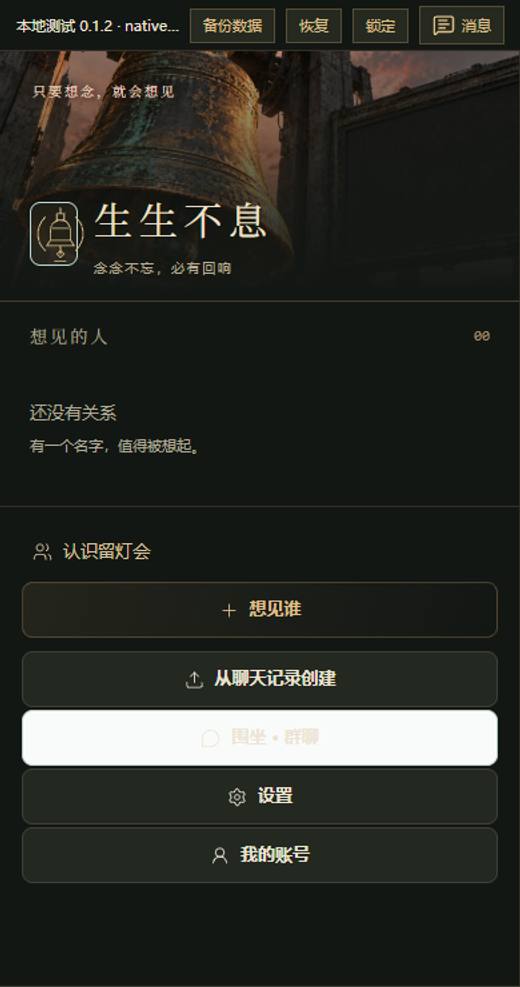 本地测试 0.1.2 · native...
备份数据
恢复
锁定
消息
只要想念，就会想见
生生不息
念念不忘，必有回响
想见的人
00
还没有关系
有一个名字，值得被想起。
认识留灯会
想见谁
从聊天记录创建
围坐 · 群聊
设置
我的账号